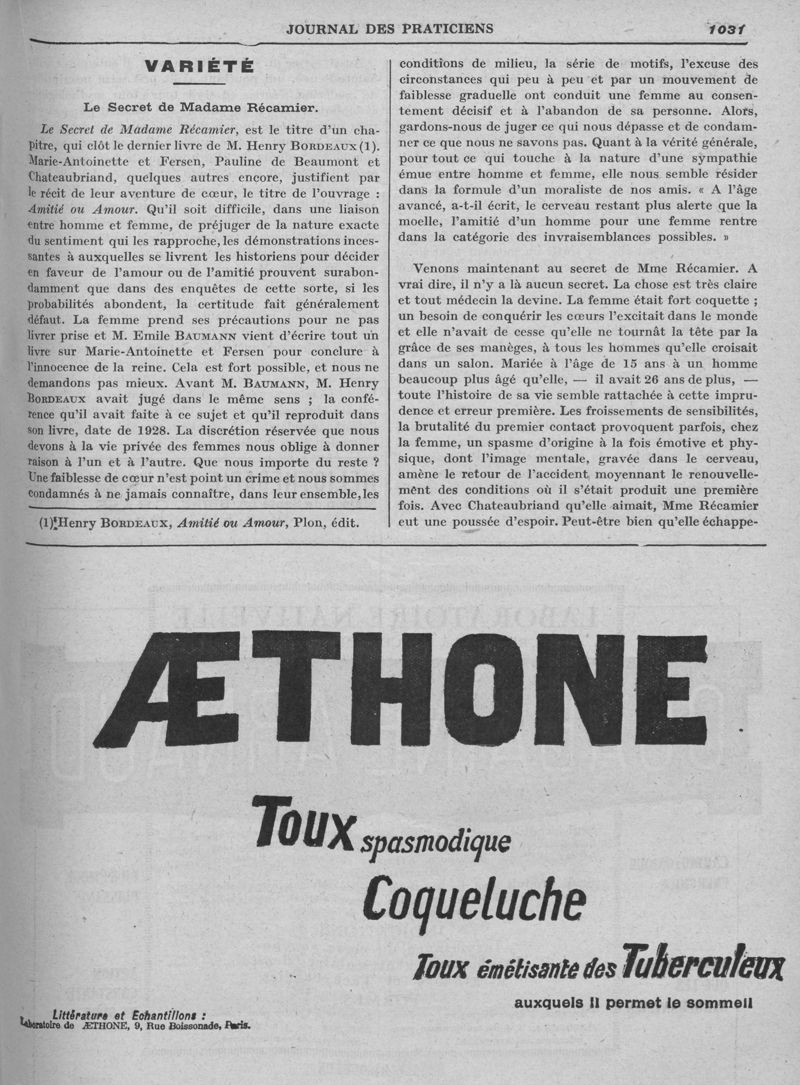 JOURNAL DES PRATICIENS 1031
VARIÉTÉ
Le Secret de Madame Récamier.
Le Secret de Madame Récamier, est le titre d'un cha-
pitre, qui clôt le dernier livre de M. Henry BORDEAUX (1).
Marie-Antoinette et Fersen, Pauline de Beaumont et
Chateaubriand, quelques autres encore, justifient par
le récit de leur aventure de cœur, le titre de l'ouvrage :
Amitié ou Amour. Qu'il soit difficile, dans une liaison
entre homme et femme, de préjuger de la nature exacte
du sentiment qui les rapproche, les démonstrations inces-
santes à auxquelles se livrent les historiens pour décider
en faveur de l'amour ou de l'amitié prouvent surabon-
damment que dans des enquêtes de cette sorte, si les
probabilités abondent, la certitude fait généralement
défaut. La femme prend ses précautions pour ne pas
livrer prise et M. Emile BAUMANN vient d'écrire tout un
livre sur Marie-Antoinette et Fersen pour conclure à
l'innocence de la reine. Cela est fort possible, et nous ne
demandons pas mieux. Avant M. BAUMANN, M. Henry
BORDEAUX avait jugé dans le même sens ; la confé-
rence qu'il avait faite à ce sujet et qu'il reproduit dans
son livre, date de 1928. La discrétion réservée que nous
devons à la vie privée des femmes nous oblige à donner
raison à l'un et à l'autre. Que nous importe du reste ?
Une faiblesse de cœur n'est point un crime et nous sommes
condamnés à ne jamais connaître, dans leur ensemble, les
(1) Henry BORDEAUX, Amitié ou Amour, Plon, édit.
conditions de milieu, la série de motifs, l'excuse des
circonstances qui peu à peu et par un mouvement de
faiblesse graduelle ont conduit une femme au consen-
tement décisif et à l'abandon de sa personne. Alors,
gardons-nous de juger ce qui nous dépasse et de condam-
ner ce que nous ne savons pas. Quant à la vérité générale,
pour tout ce qui touche à la nature d'une sympathie
émue entre homme et femme, elle nous semble résider
dans la formule d'un moraliste de nos amis. « A l'âge
avancé, a-t-il écrit, le cerveau restant plus alerte que la
moelle, l'amitié d'un homme pour une femme rentre
dans la catégorie des invraisemblances possibles. »
Venons maintenant au secret de Mme Récamier. A
vrai dire, il n'y a là aucun secret. La chose est très claire
et tout médecin la devine. La femme était fort coquette ;
un besoin de conquérir les cœurs l'excitait dans le monde
et elle n'avait de cesse qu'elle ne tournât la tête par la
grâce de ses manèges, à tous les hommes qu'elle croisait
dans un salon. Mariée à l'âge de 15 ans à un homme
beaucoup plus âgé qu'elle, — il avait 26 ans de plus, —
toute l'histoire de sa vie semble rattachée à cette impru-
dence et erreur première. Les froissements de sensibilités,
la brutalité du premier contact provoquent parfois, chez
la femme, un spasme d'origine à la fois émotive et phy-
sique, dont l'image mentale, gravée dans le cerveau,
amène le retour de l'accident, moyennant le renouvelle-
ment des conditions où il s'était produit une première
fois. Avec Chateaubriand qu'elle aimait, Mme Récamier
eut une poussée d'espoir. Peut-être bien qu'elle échappe-
ÆTHONE
Toux spasmodique
Coqueluche
Toux émétisante des Tuberculeux
auxquels il permet le sommeil
Littérature et Echantillons :
Laboratoire de ÆTHONE, 9, Rue Boissonade, Paris.